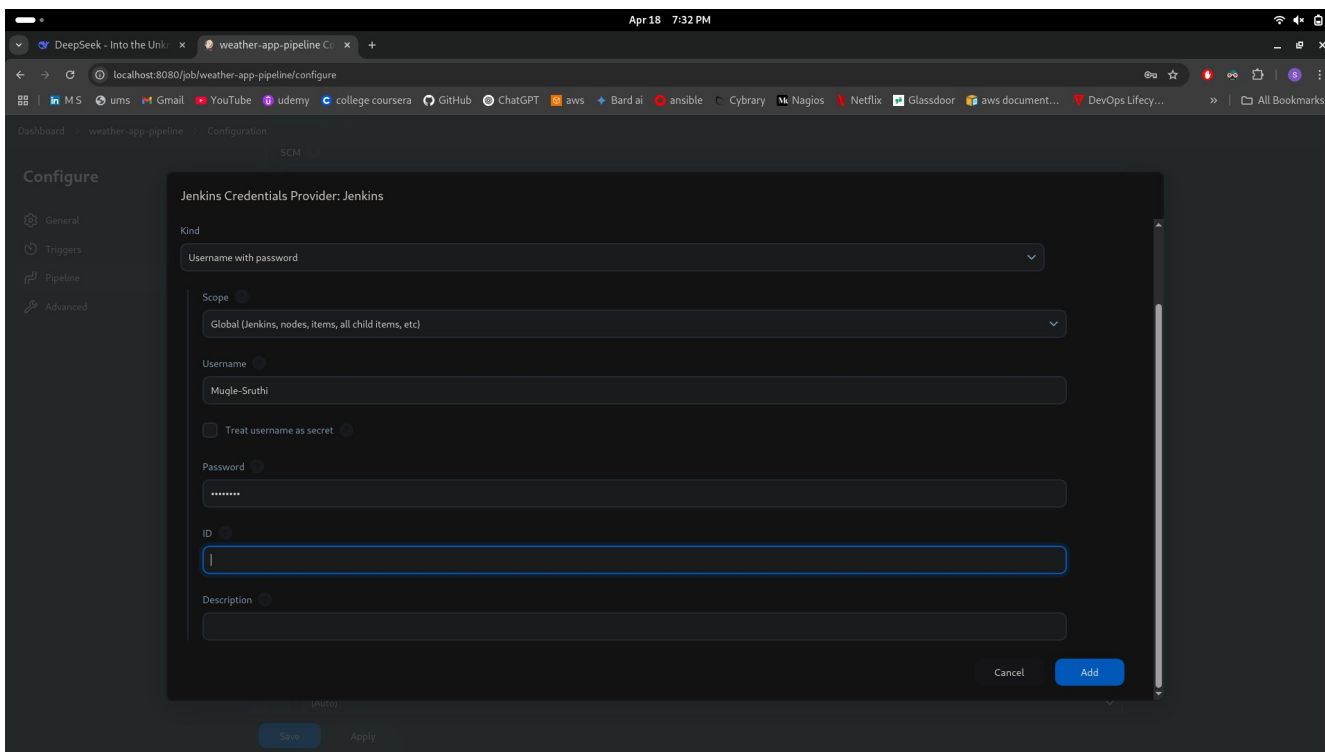 Apr 18 7:32 PM
DeepSeek - Into the Unkn
weather-app-pipeline Co
localhost:8080/job/weather-app-pipeline/configure
M S ums Gmail YouTube udemy college coursera GitHub ChatGPT aws Bard ai ansible Cybrary Nagios Netflix Glassdoor aws document... DevOps Lifecy... » All Bookmarks
Dashboard weather-app-pipeline Configuration
SCM
Configure
Jenkins Credentials Provider: Jenkins
General
Kind
Triggers
Username with password
Pipeline
Scope
Advanced
Global (Jenkins, nodes, items, all child items, etc)
Username
Muqle-Sruthi
Treat username as secret
Password
ID
Description
Cancel Add
(Auto)
Save Apply